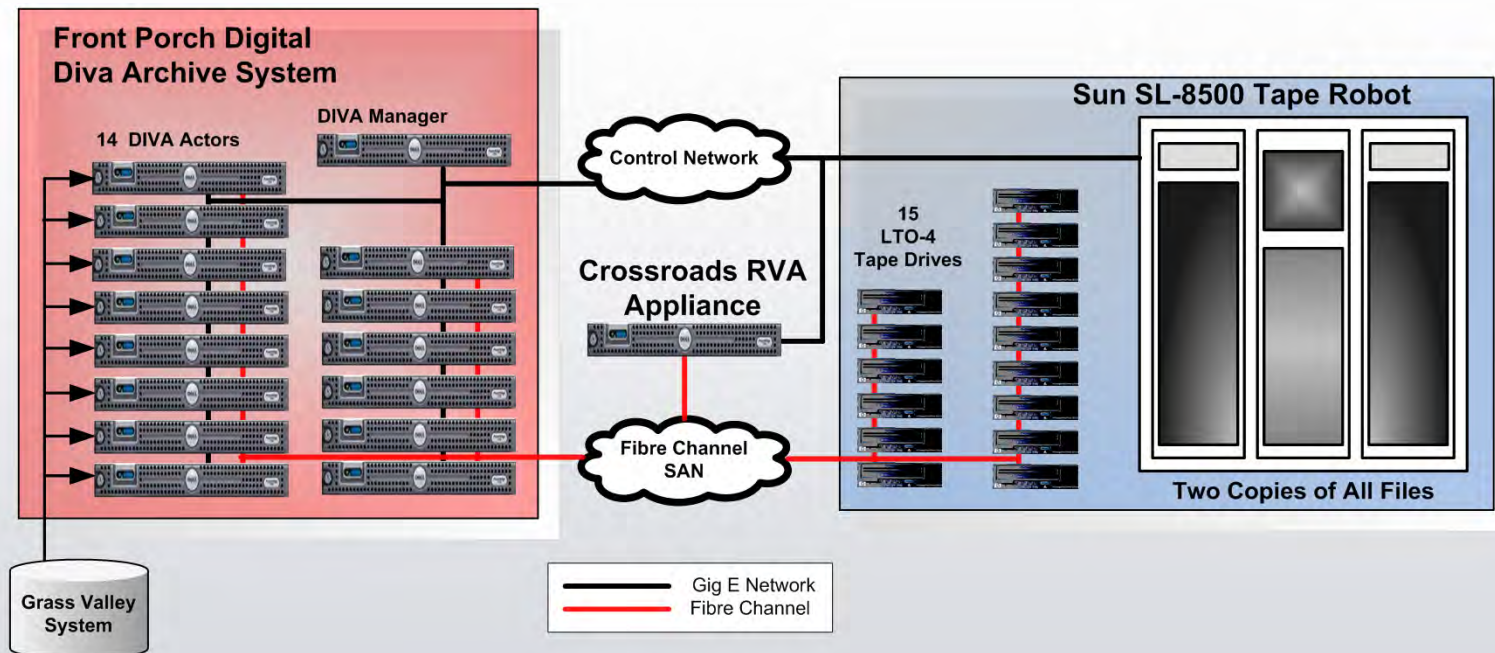 Front Porch Digital
Diva Archive System
14 DIVA Actors
DIVA Manager
Control Network
Crossroads RVA
Appliance
Fibre Channel
SAN
Sun SL-8500 Tape Robot
15
LTO-4
Tape Drives
Two Copies of All Files
Grass Valley
System
Gig E Network
Fibre Channel